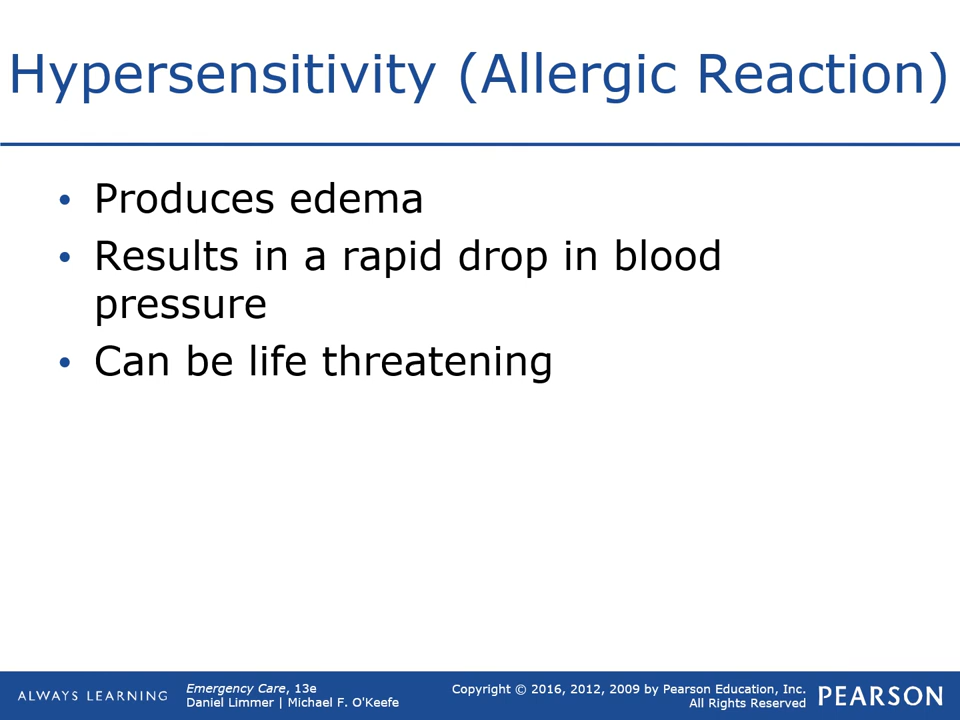 Hypersensitivity (Allergic Reaction)
• Produces edema
• Results in a rapid drop in blood
pressure
• Can be life threatening
ALWAYS LEARNING
Emergency Care, 13e
Daniel Limmer | Michael F. O'Keefe
Copyright © 2016, 2012, 2009 by Pearson Education, Inc.
All Rights Reserved
PEARSON